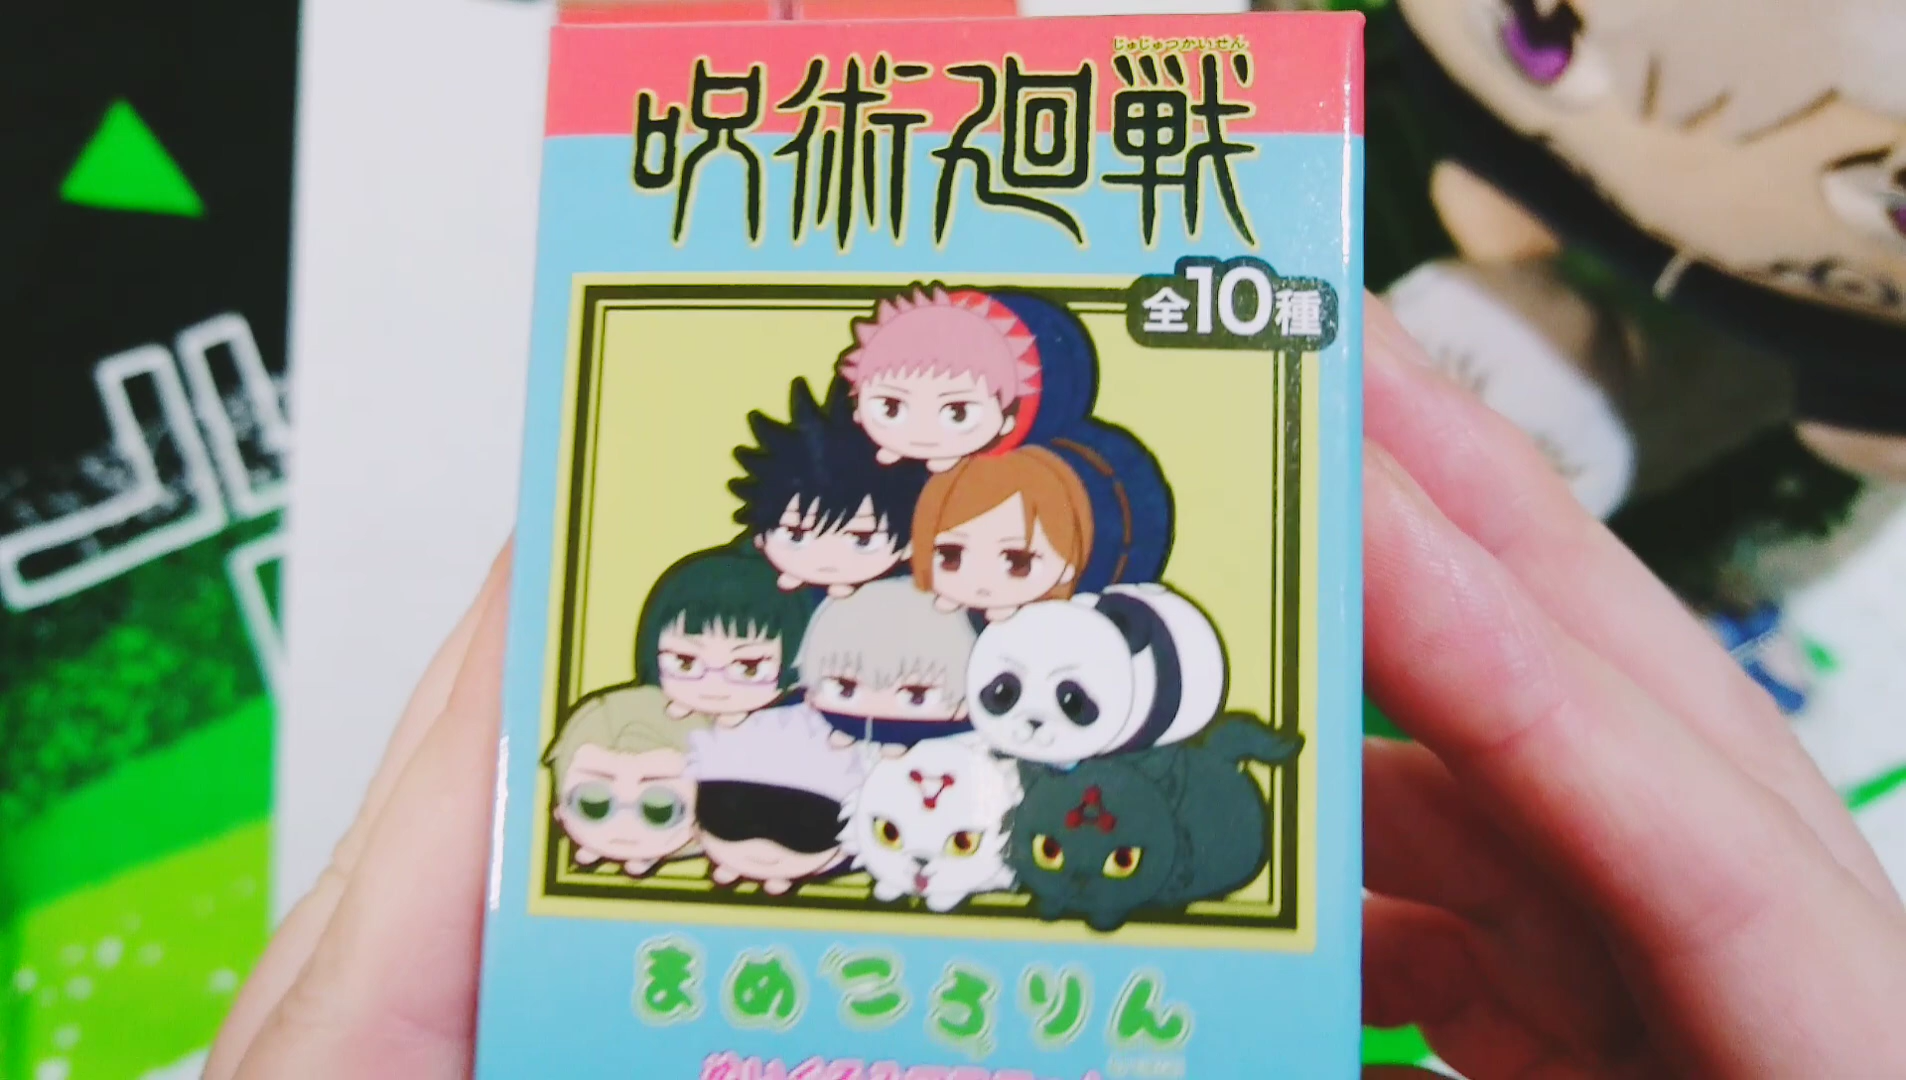 じゅじゅつかいせん
呪術廻戦
全10種
まめころりん